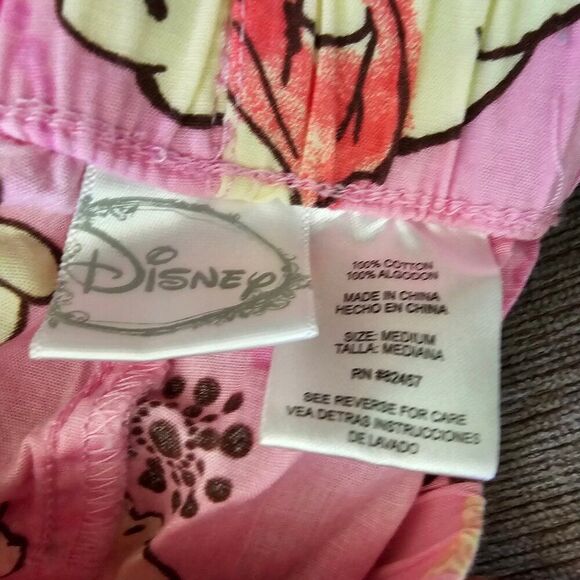 Disney
100% COTTON
100% ALGODON
MADE IN CHINA
HECHO EN CHINA
SIZE: MEDIUM
TALLA: MEDIANA
RN #82467
SEE REVERSE FOR CARE
VEA DETRAS INSTRUCCIONES
DE LAVADO